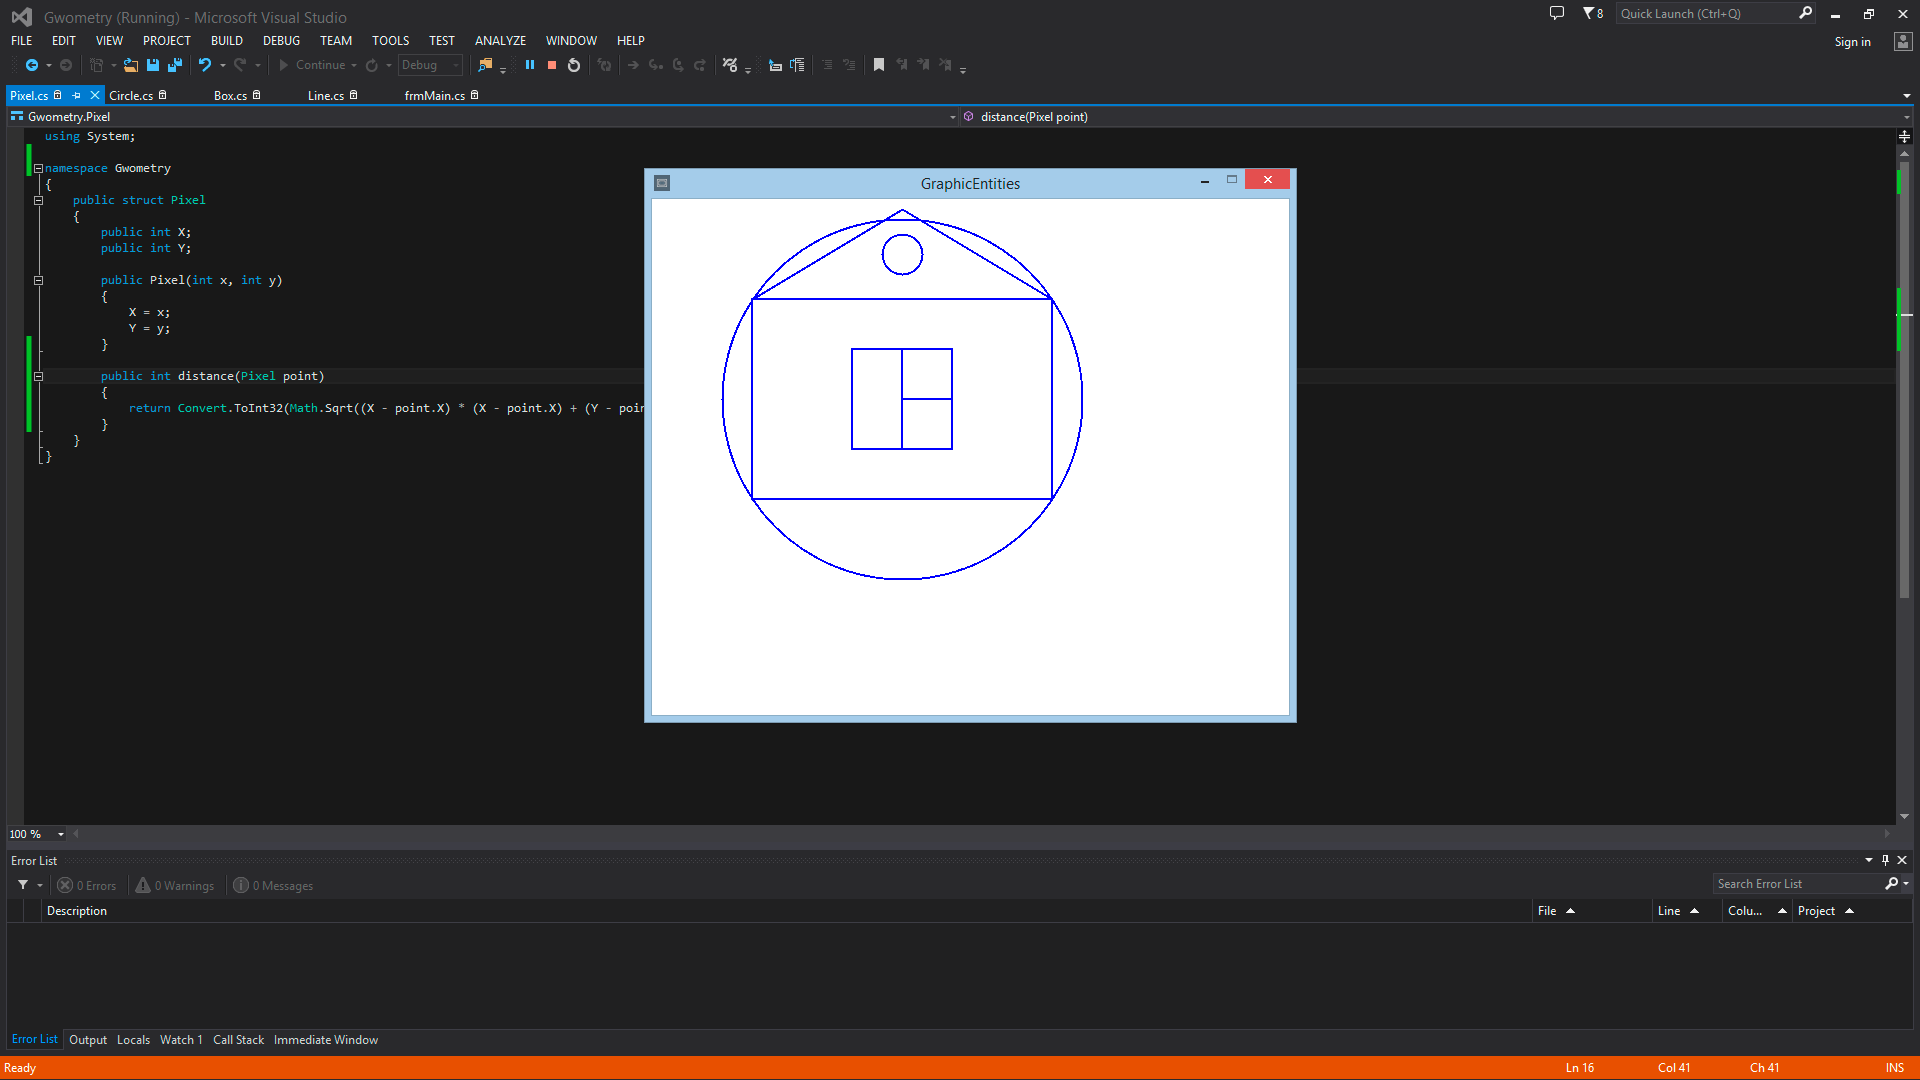 Gwometry (Running) - Microsoft Visual Studio
8
Quick Launch (Ctrl+Q)
FILE EDIT VIEW PROJECT BUILD DEBUG TEAM TOOLS TEST ANALYZE WINDOW HELP
Sign in
Continue Debug
Pixel.cs Circle.cs Box.cs Line.cs frmMain.cs
Gwometry.Pixel distance(Pixel point)
using System;
namespace Gwometry
{
public struct Pixel
{
public int X;
public int Y;
public Pixel(int x, int y)
{
X = x;
Y = y;
}
public int distance(Pixel point)
{
return Convert.ToInt32(Math.Sqrt((X - point.X) * (X - point.X) + (Y - poin
}
}
}
GraphicEntities
100 %
Error List
0 Errors 0 Warnings 0 Messages
Search Error List
Description File Line Colu... Project
Error List Output Locals Watch 1 Call Stack Immediate Window
Ready Ln 16 Col 41 Ch 41 INS